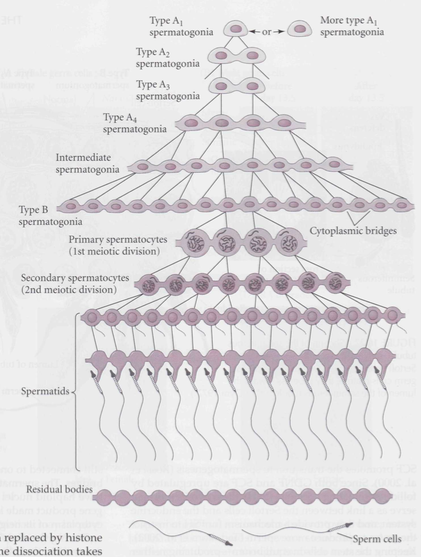 Type A1
spermatogonia
or
More type A1
spermatogonia
Type A2
spermatogonia
Type A3
spermatogonia
Type A4
spermatogonia
Intermediate
spermatogonia
Type B
spermatogonia
Cytoplasmic bridges
Primary spermatocytes
(1st meiotic division)
Secondary spermatocytes
(2nd meiotic division)
Spermatids
Residual bodies
Sperm cells
replaced by histone
dissociation takes